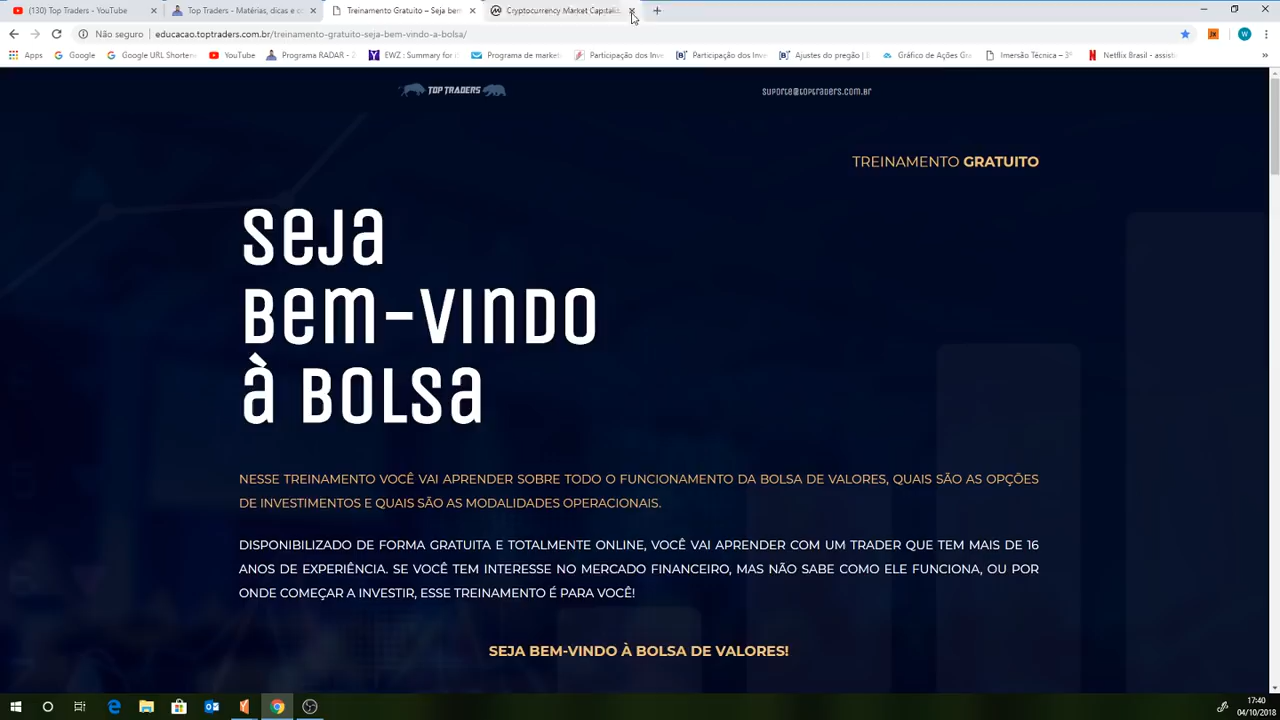 (130) Top Traders - YouTube
Top Traders - Matérias, dicas e co
Treinamento Gratuito – Seja bem
Cryptocurrency Market Capitaliz
Não seguro
educacao.toptraders.com.br/treinamento-gratuito-seja-bem-vindo-a-bolsa/
Apps
Google
Google URL Shorten
YouTube
Programa RADAR - 2
EWZ : Summary for i
Programa de market
Participação dos Inve
Participação dos Inve
Ajustes do pregão |
Gráfico de Ações Gra
Imersão Técnica – 3ª
Netflix Brasil - assisti
TOP TRADERS
suporte@toptraders.com.br
TREINAMENTO GRATUITO
Seja
Bem-Vindo
à Bolsa
NESSE TREINAMENTO VOCÊ VAI APRENDER SOBRE TODO O FUNCIONAMENTO DA BOLSA DE VALORES, QUAIS SÃO AS OPÇÕES
DE INVESTIMENTOS E QUAIS SÃO AS MODALIDADES OPERACIONAIS.
DISPONIBILIZADO DE FORMA GRATUITA E TOTALMENTE ONLINE, VOCÊ VAI APRENDER COM UM TRADER QUE TEM MAIS DE 16
ANOS DE EXPERIÊNCIA. SE VOCÊ TEM INTERESSE NO MERCADO FINANCEIRO, MAS NÃO SABE COMO ELE FUNCIONA, OU POR
ONDE COMEÇAR A INVESTIR, ESSE TREINAMENTO É PARA VOCÊ!
SEJA BEM-VINDO À BOLSA DE VALORES!
17:40
04/10/2018